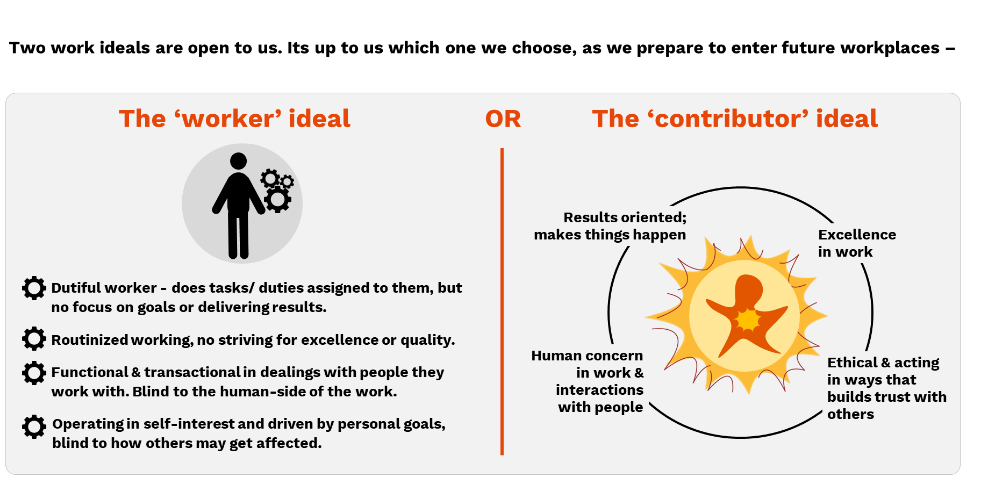 Two work ideals are open to us. Its up to us which one we choose, as we prepare to enter future workplaces –
The ‘worker’ ideal
OR
The ‘contributor’ ideal
Dutiful worker - does tasks/ duties assigned to them, but
no focus on goals or delivering results.
Routinized working, no striving for excellence or quality.
Functional & transactional in dealings with people they
work with. Blind to the human-side of the work.
Operating in self-interest and driven by personal goals,
blind to how others may get affected.
Results oriented;
makes things happen
Excellence
in work
Human concern
in work &
interactions
with people
Ethical & acting
in ways that
builds trust with
others